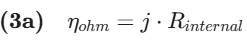 (3a) η_ohm = j · R_internal